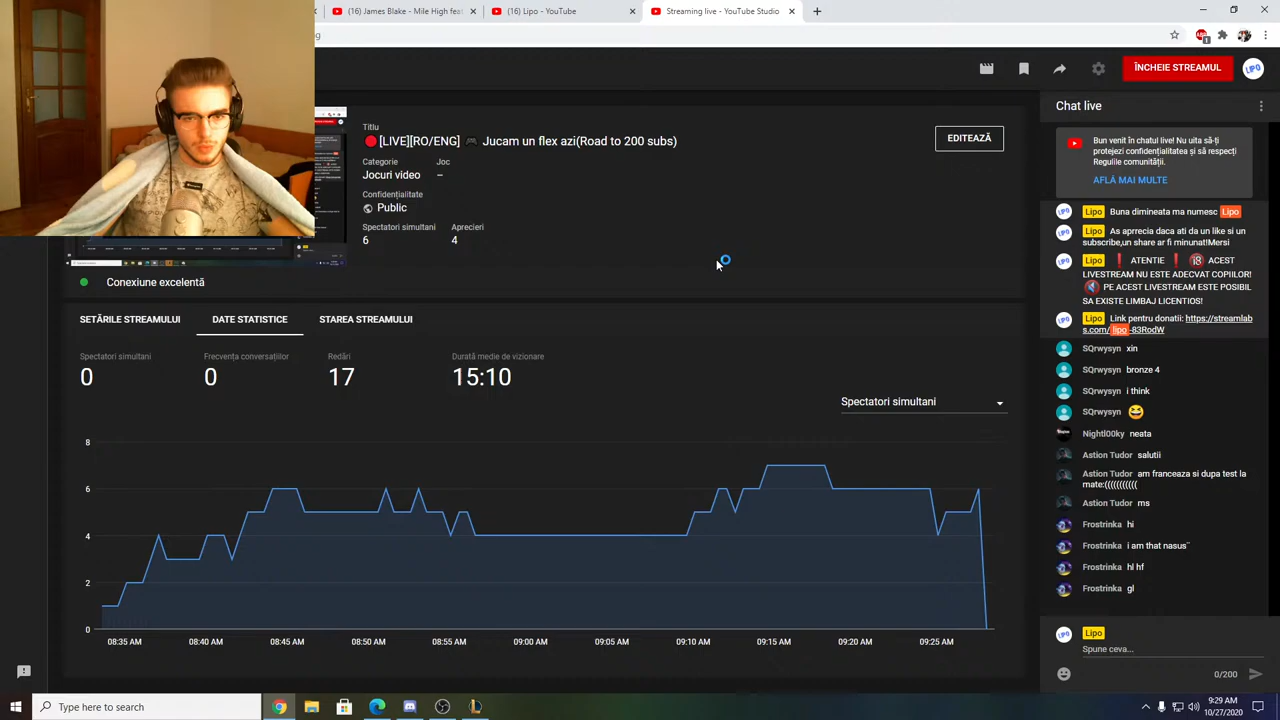 (16) James Blake - Mile High feat
(16) Lipo - YouTube
Streaming live - YouTube Studio
1
ÎNCHEIE STREAMUL
LIPO
Titlu
[LIVE][RO/ENG] 🎮 Jucam un flex azi(Road to 200 subs)
EDITEAZĂ
Categorie
Joc
Jocuri video
–
Confidențialitate
Public
Spectatori simultani
Aprecieri
6
4
Conexiune excelentă
SETĂRILE STREAMULUI
DATE STATISTICE
STAREA STREAMULUI
Spectatori simultani
Frecvența conversațiilor
Redări
Durată medie de vizionare
0
0
17
15:10
Spectatori simultani
8
6
4
2
0
08:35 AM
08:40 AM
08:45 AM
08:50 AM
08:55 AM
09:00 AM
09:05 AM
09:10 AM
09:15 AM
09:20 AM
09:25 AM
Chat live
Bun venit în chatul live! Nu uita să-ți
protejezi confidențialitatea și să respecți
Regulile comunității.
AFLĂ MAI MULTE
Lipo Buna dimineata ma numesc Lipo
Lipo As aprecia daca ati da un like si un
subscribe,un share ar fi minunat!Mersi
Lipo ❗ ATENTIE ❗ 🔞 ACEST
LIVESTREAM NU ESTE ADECVAT COPIILOR!
🔇 PE ACEST LIVESTREAM ESTE POSIBIL
SA EXISTE LIMBAJ LICENTIOS!
Lipo Link pentru donatii: https://streamlab
s.com/lipo-83RodW
SQrwysyn xin
SQrwysyn bronze 4
SQrwysyn i think
SQrwysyn 😆
Nightl00ky neata
Astion Tudor salutii
Astion Tudor am franceaza si dupa test la
mate:(((((((((((
Astion Tudor ms
Frostrinka hi
Frostrinka i am that nasus¨
Frostrinka hl hf
Frostrinka gl
Lipo
Spune ceva...
0/200
Type here to search
9:29 AM
10/27/2020